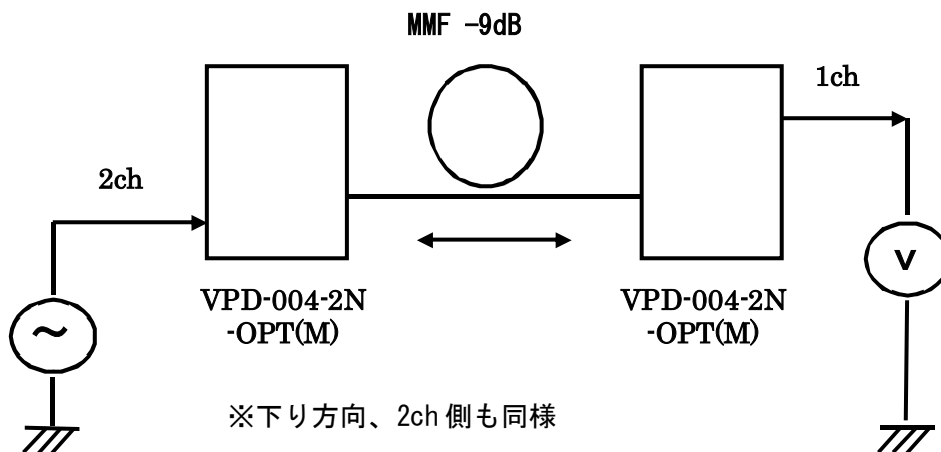 MMF -9dB
1ch
2ch
VPD-004-2N
-OPT(M)
VPD-004-2N
-OPT(M)
~
V
※下り方向、2ch 側も同様